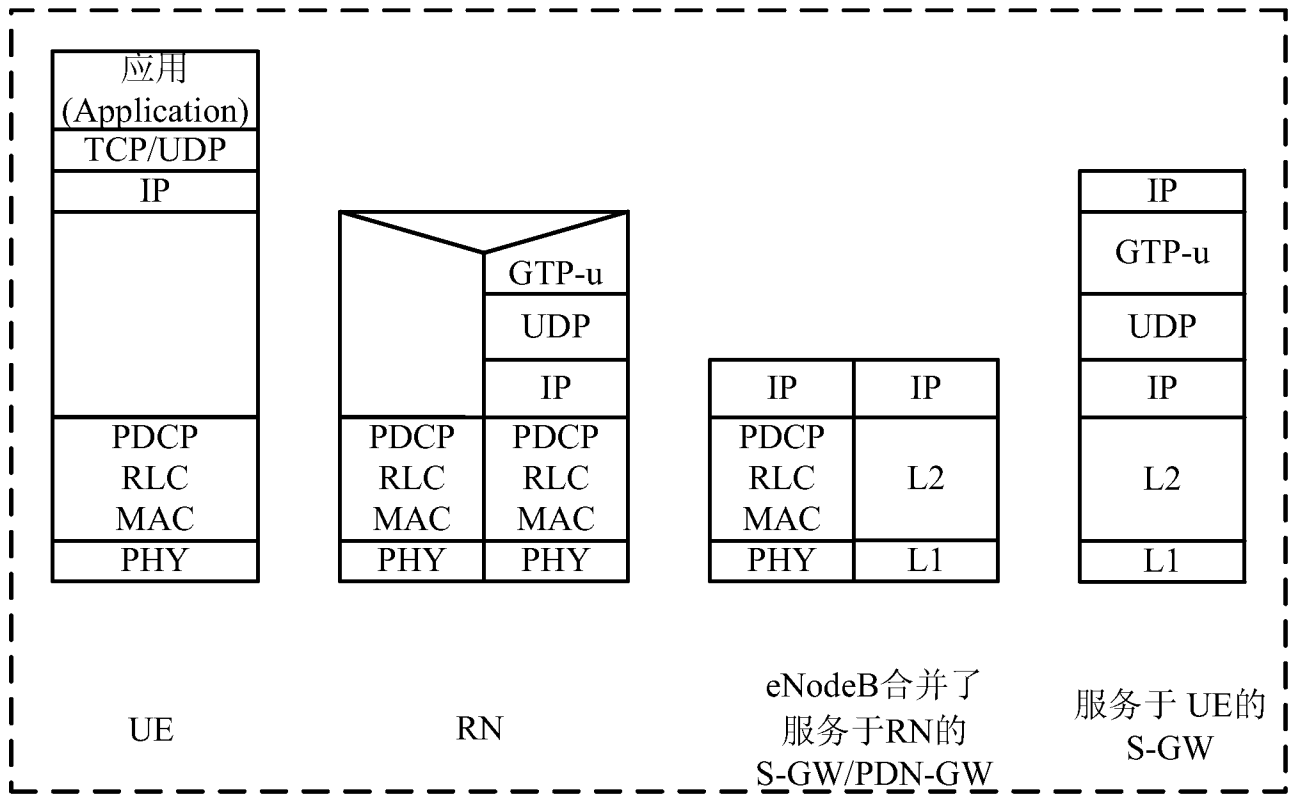 应用
(Application)
TCP/UDP
IP
PDCP
RLC
MAC
PHY
UE
GTP-u
UDP
IP
PDCP
RLC
MAC
PHY
PDCP
RLC
MAC
PHY
RN
IP
PDCP
RLC
MAC
PHY
IP
L2
L1
eNodeB合并了
服务于RN的
S-GW/PDN-GW
IP
GTP-u
UDP
IP
L2
L1
服务于 UE的
S-GW